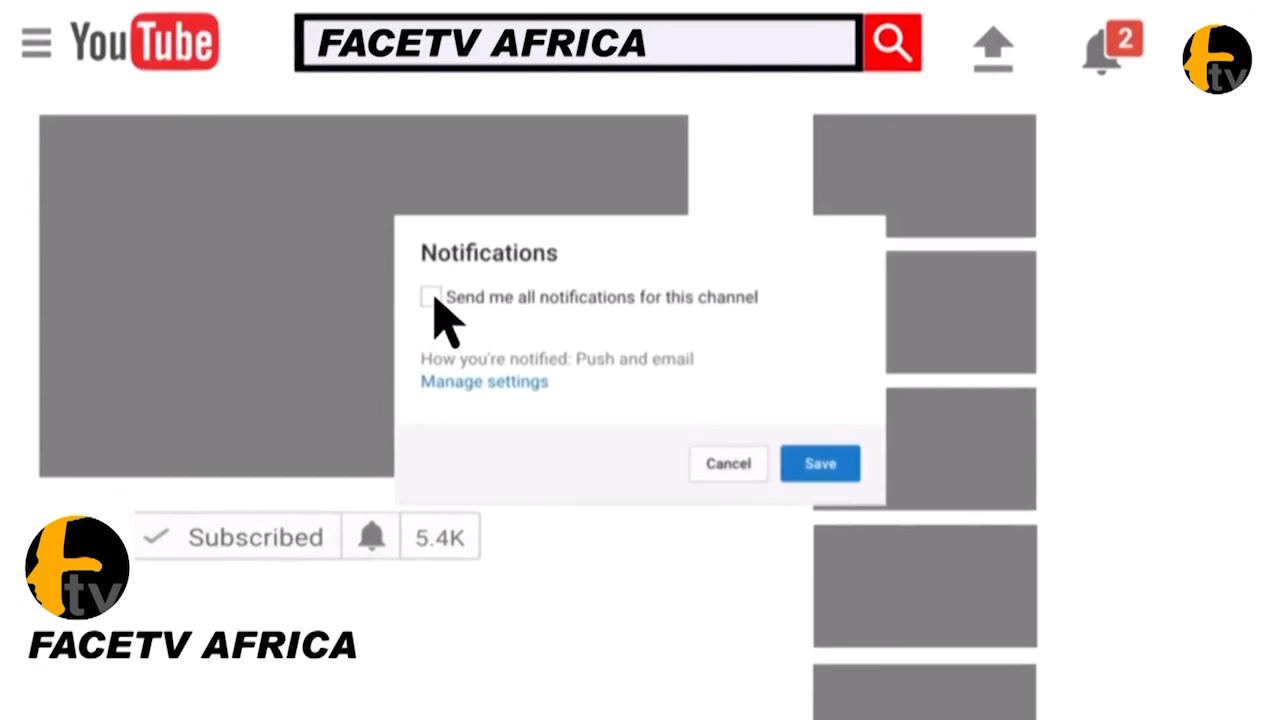 YouTube
FACETV AFRICA
2
tv
Notifications
Send me all notifications for this channel
How you're notified: Push and email
Manage settings
Cancel
Save
Subscribed
5.4K
tv
FACETV AFRICA